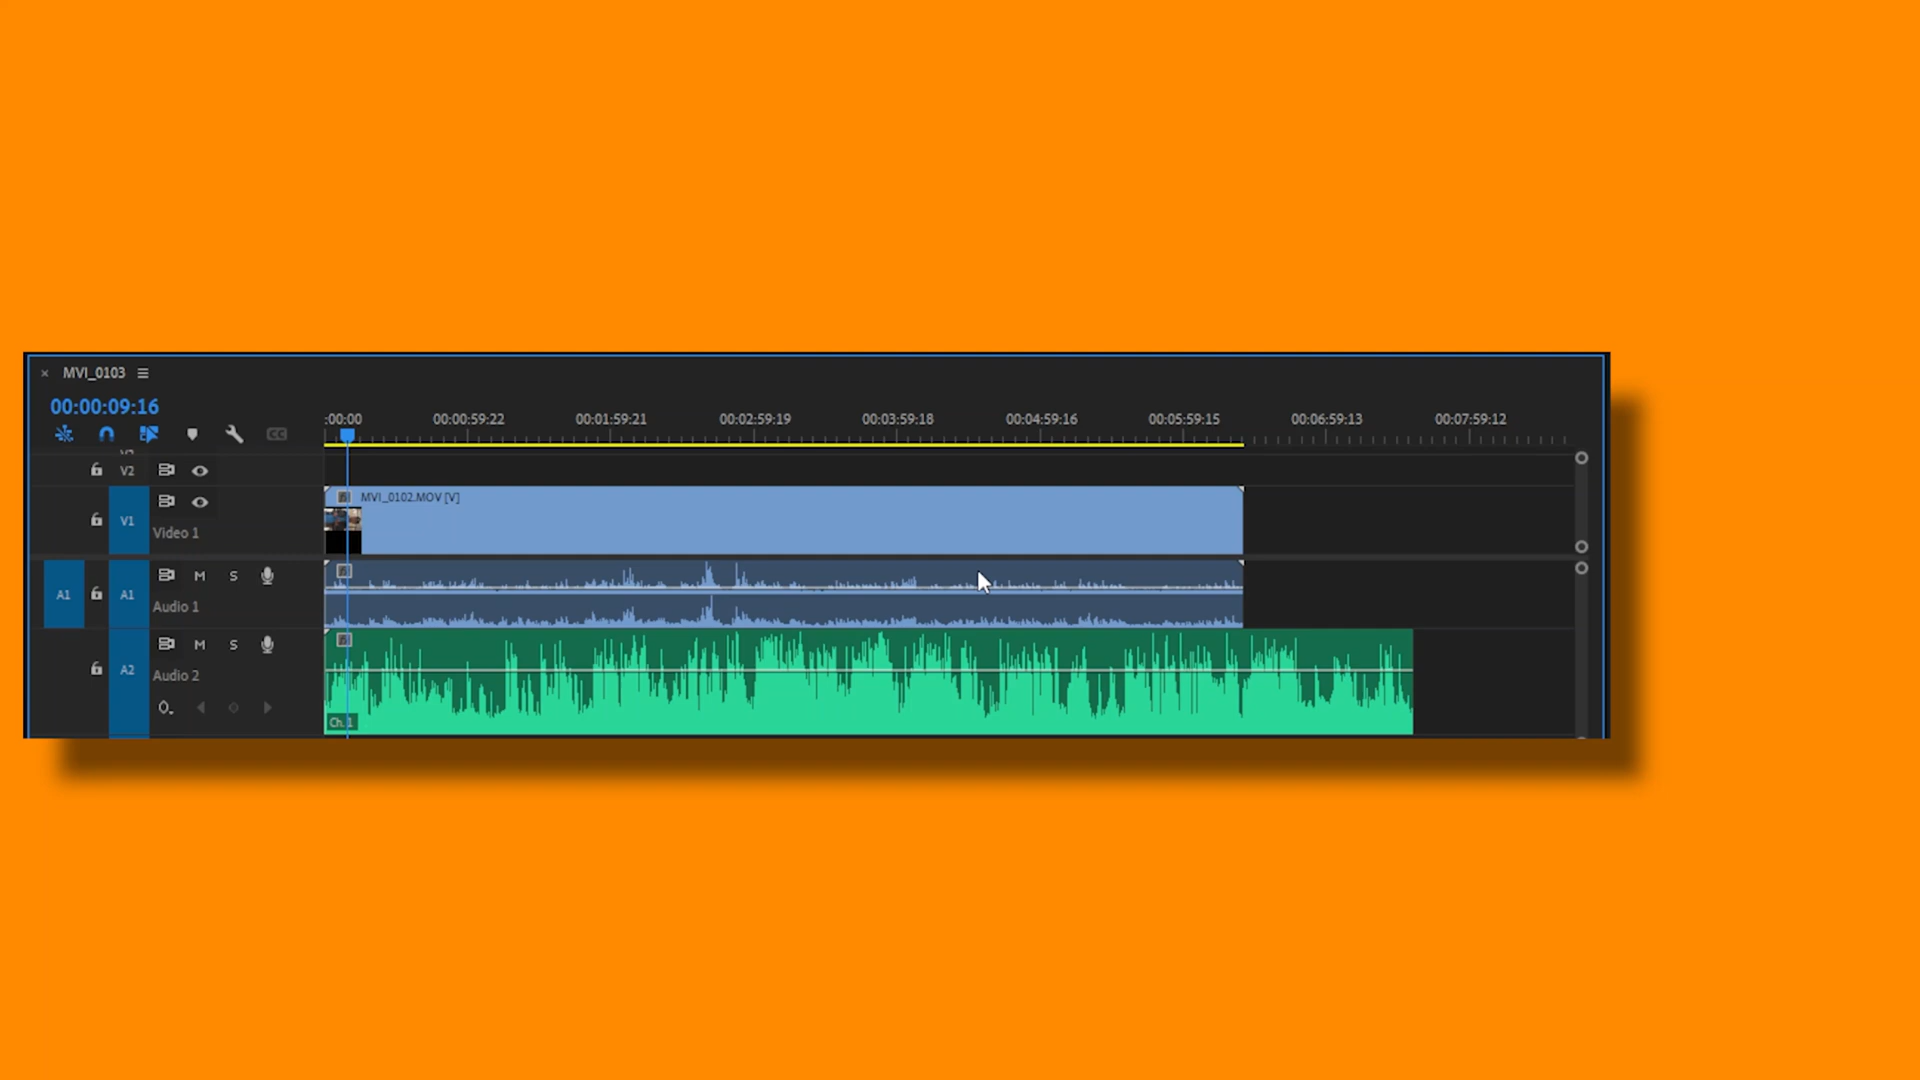 × MVI_0103
00:00:09:16
:00:00 00:00:59:22 00:01:59:21 00:02:59:19 00:03:59:18 00:04:59:16 00:05:59:15 00:06:59:13 00:07:59:12
CC
V2
MVI_0102.MOV [V]
V1
Video 1
M S
A1 A1
Audio 1
M S
A2
Audio 2
Ch. 1